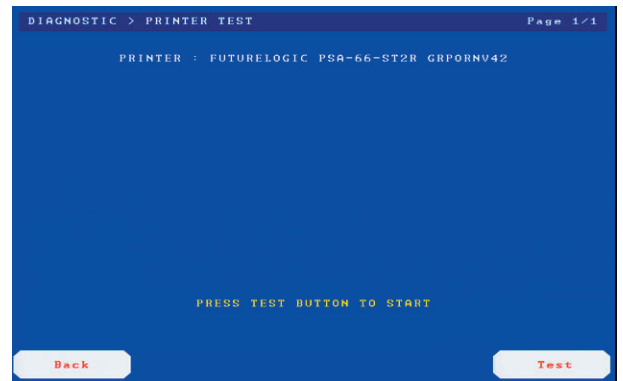 DIAGNOSTIC > PRINTER TEST Page 1/1
PRINTER : FUTURELOGIC PSA-66-ST2R GRPORNV42
PRESS TEST BUTTON TO START
Back Test